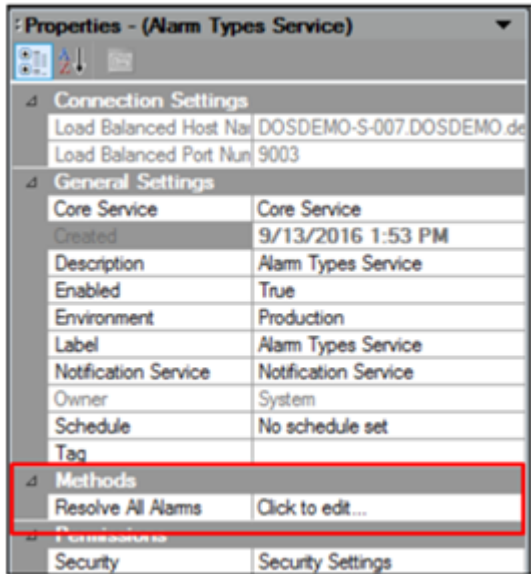 Properties - (Alarm Types Service)
Connection Settings
Load Balanced Host Nar DOSDEMO-S-007.DOSDEMO.de
Load Balanced Port Num 9003
General Settings
Core Service Core Service
Created 9/13/2016 1:53 PM
Description Alarm Types Service
Enabled True
Environment Production
Label Alarm Types Service
Notification Service Notification Service
Owner System
Schedule No schedule set
Tag
Methods
Resolve All Alarms Click to edit...
Permissions
Security Security Settings